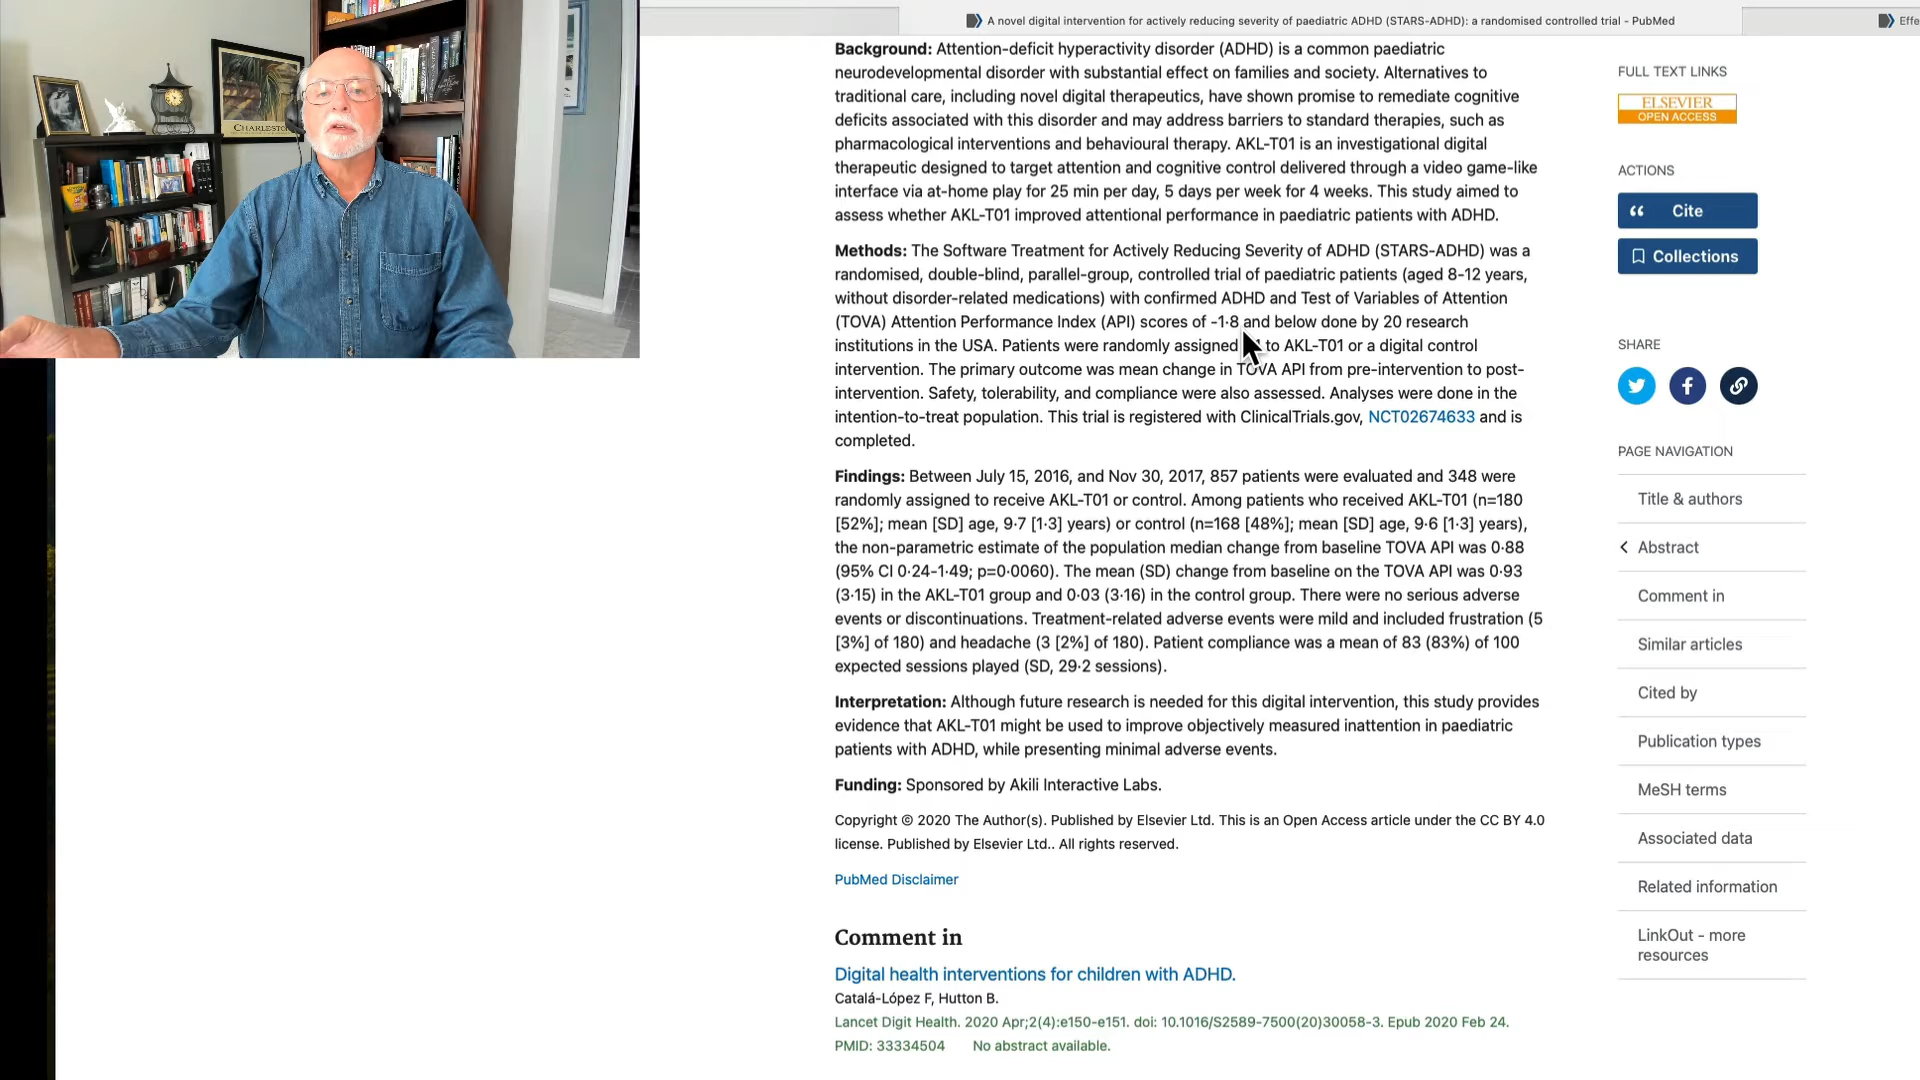 A novel digital intervention for actively reducing severity of paediatric ADHD (STARS-ADHD): a randomised controlled trial - PubMed
Effe
CHARLESTON
Background: Attention-deficit hyperactivity disorder (ADHD) is a common paediatric
neurodevelopmental disorder with substantial effect on families and society. Alternatives to
traditional care, including novel digital therapeutics, have shown promise to remediate cognitive
deficits associated with this disorder and may address barriers to standard therapies, such as
pharmacological interventions and behavioural therapy. AKL-T01 is an investigational digital
therapeutic designed to target attention and cognitive control delivered through a video game-like
interface via at-home play for 25 min per day, 5 days per week for 4 weeks. This study aimed to
assess whether AKL-T01 improved attentional performance in paediatric patients with ADHD.
Methods: The Software Treatment for Actively Reducing Severity of ADHD (STARS-ADHD) was a
randomised, double-blind, parallel-group, controlled trial of paediatric patients (aged 8-12 years,
without disorder-related medications) with confirmed ADHD and Test of Variables of Attention
(TOVA) Attention Performance Index (API) scores of -1·8 and below done by 20 research
institutions in the USA. Patients were randomly assigned to AKL-T01 or a digital control
intervention. The primary outcome was mean change in TOVA API from pre-intervention to post-
intervention. Safety, tolerability, and compliance were also assessed. Analyses were done in the
intention-to-treat population. This trial is registered with ClinicalTrials.gov, NCT02674633 and is
completed.
Findings: Between July 15, 2016, and Nov 30, 2017, 857 patients were evaluated and 348 were
randomly assigned to receive AKL-T01 or control. Among patients who received AKL-T01 (n=180
[52%]; mean [SD] age, 9·7 [1·3] years) or control (n=168 [48%]; mean [SD] age, 9·6 [1·3] years),
the non-parametric estimate of the population median change from baseline TOVA API was 0·88
(95% CI 0·24-1·49; p=0·0060). The mean (SD) change from baseline on the TOVA API was 0·93
(3·15) in the AKL-T01 group and 0·03 (3·16) in the control group. There were no serious adverse
events or discontinuations. Treatment-related adverse events were mild and included frustration (5
[3%] of 180) and headache (3 [2%] of 180). Patient compliance was a mean of 83 (83%) of 100
expected sessions played (SD, 29·2 sessions).
Interpretation: Although future research is needed for this digital intervention, this study provides
evidence that AKL-T01 might be used to improve objectively measured inattention in paediatric
patients with ADHD, while presenting minimal adverse events.
Funding: Sponsored by Akili Interactive Labs.
Copyright © 2020 The Author(s). Published by Elsevier Ltd. This is an Open Access article under the CC BY 4.0
license. Published by Elsevier Ltd.. All rights reserved.
PubMed Disclaimer
Comment in
Digital health interventions for children with ADHD.
Catalá-López F, Hutton B.
Lancet Digit Health. 2020 Apr;2(4):e150-e151. doi: 10.1016/S2589-7500(20)30058-3. Epub 2020 Feb 24.
PMID: 33334504 No abstract available.
FULL TEXT LINKS
ELSEVIER
OPEN ACCESS
ACTIONS
Cite
Collections
SHARE
PAGE NAVIGATION
Title & authors
Abstract
Comment in
Similar articles
Cited by
Publication types
MeSH terms
Associated data
Related information
LinkOut - more
resources